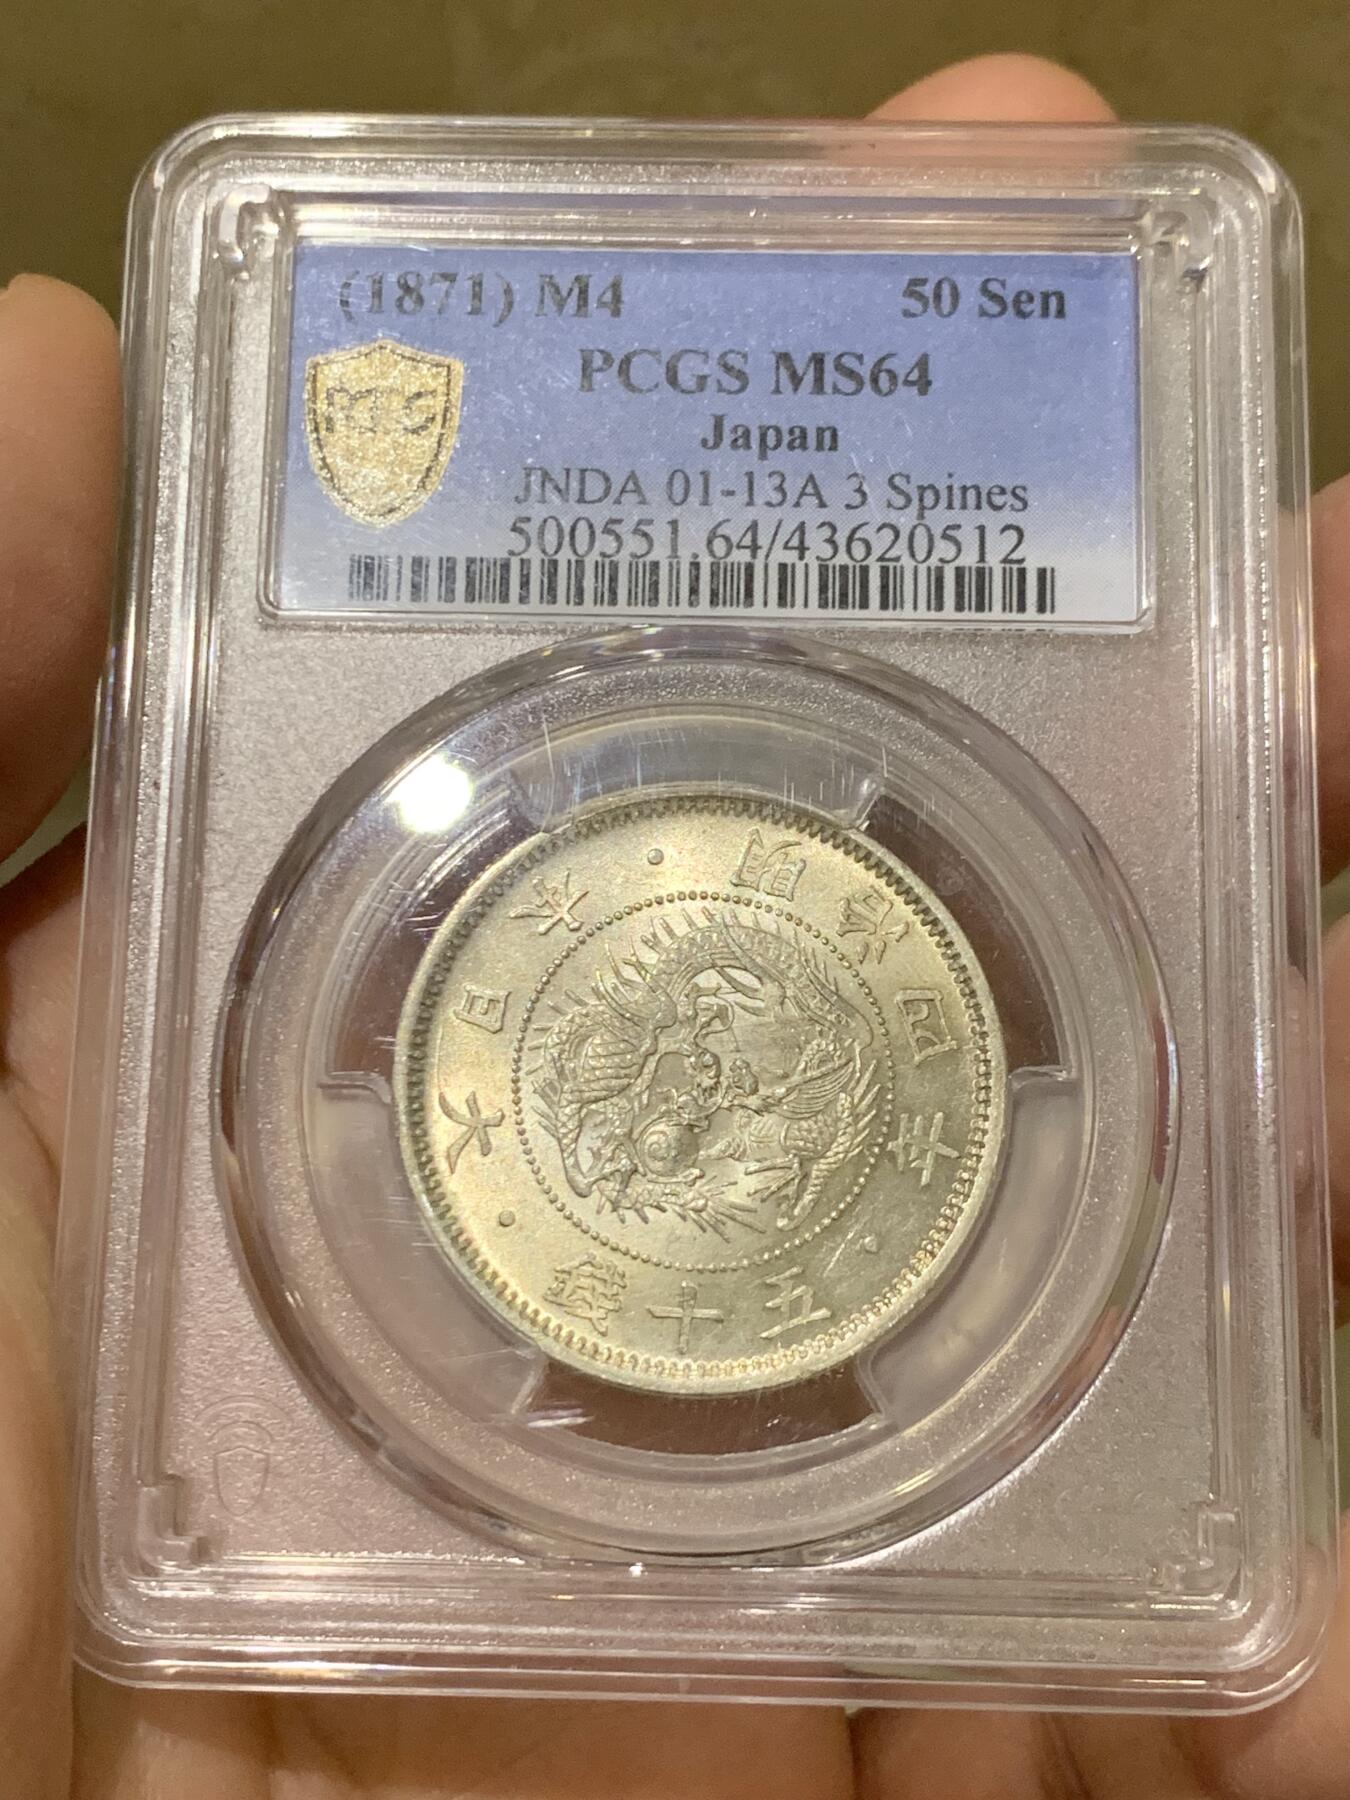 (1871) M4 50 Sen
PCGS MS64
Japan
JNDA 01-13A 3 Spines
500551.64/43620512
PCGS
大日本・明治四年・五十錢・